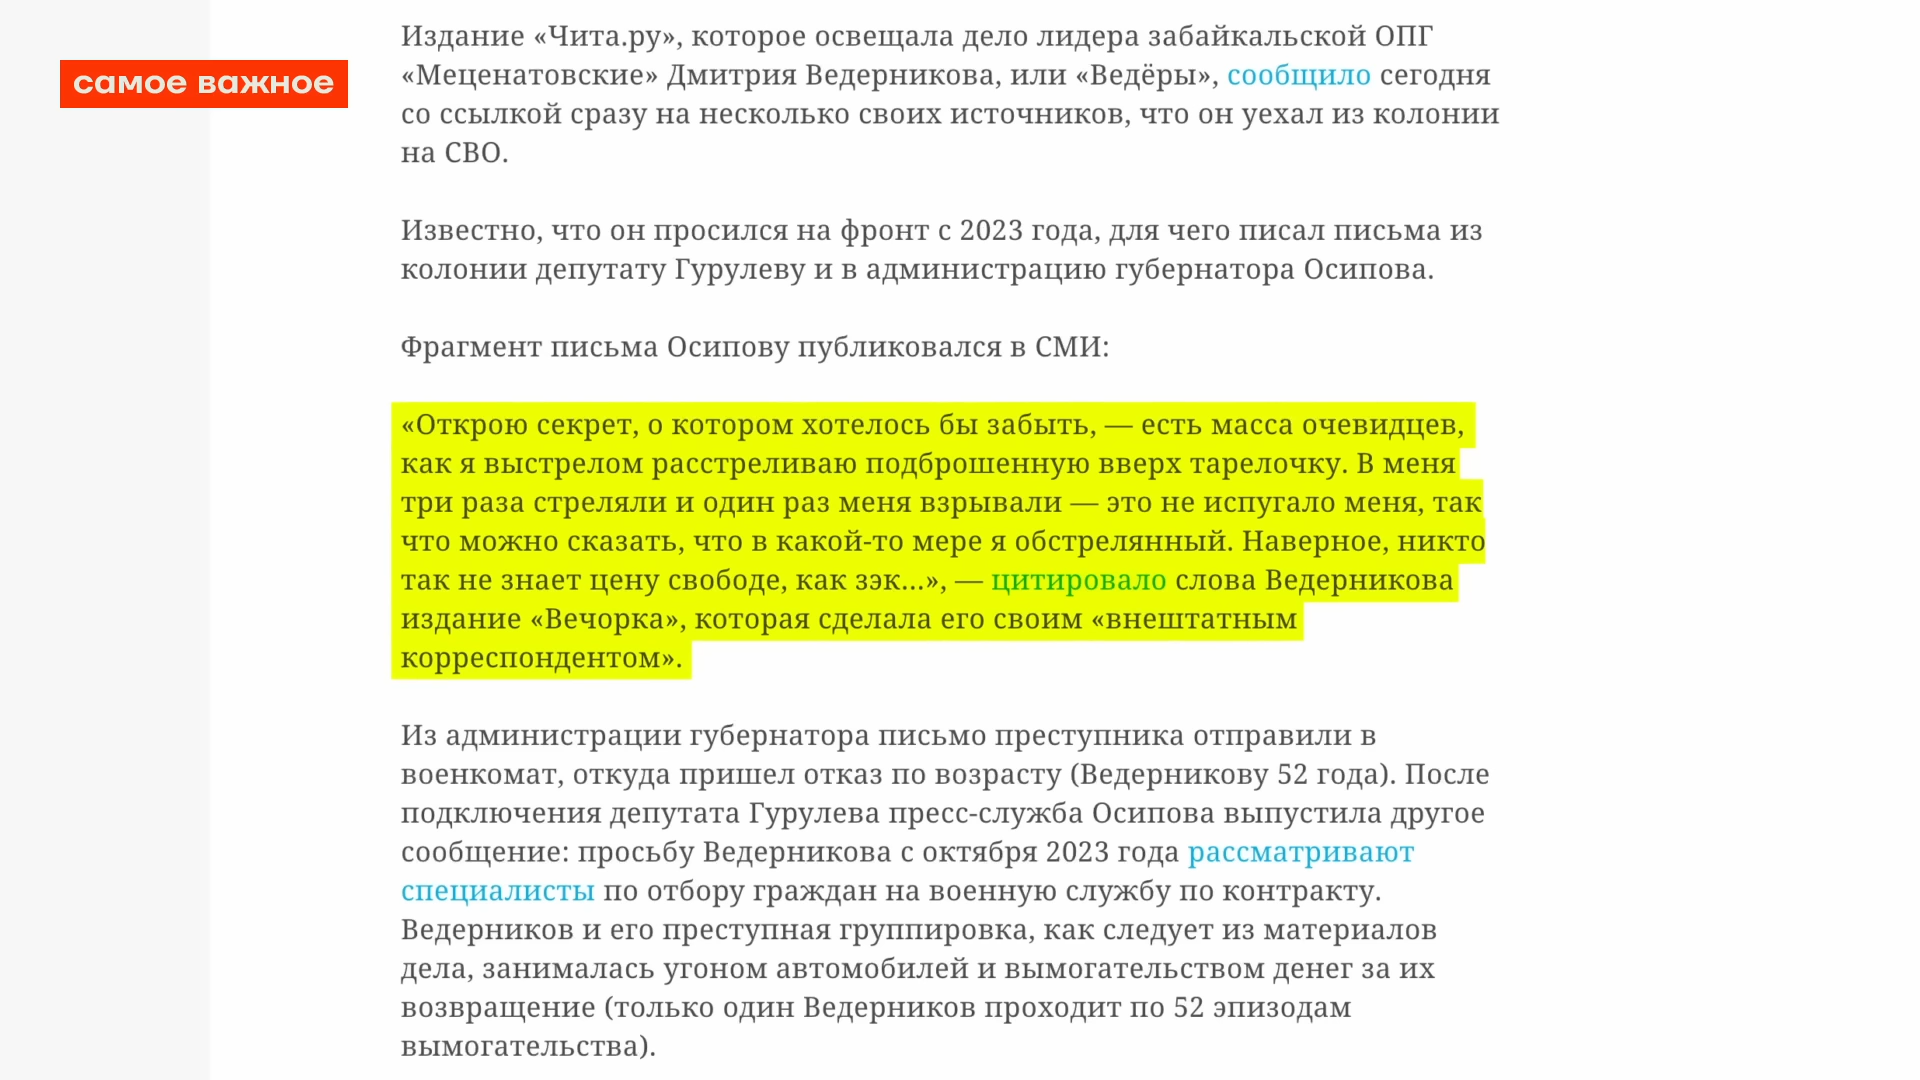 самое важное
Издание «Чита.ру», которое освещала дело лидера забайкальской ОПГ
«Меценатовские» Дмитрия Ведерникова, или «Ведёры», сообщило сегодня
со ссылкой сразу на несколько своих источников, что он уехал из колонии
на СВО.
Известно, что он просился на фронт с 2023 года, для чего писал письма из
колонии депутату Гурулеву и в администрацию губернатора Осипова.
Фрагмент письма Осипову публиковался в СМИ:
«Открою секрет, о котором хотелось бы забыть, — есть масса очевидцев,
как я выстрелом расстреливаю подброшенную вверх тарелочку. В меня
три раза стреляли и один раз меня взрывали — это не испугало меня, так
что можно сказать, что в какой-то мере я обстрелянный. Наверное, никто
так не знает цену свободе, как зэк...», — цитировало слова Ведерникова
издание «Вечорка», которая сделала его своим «внештатным
корреспондентом».
Из администрации губернатора письмо преступника отправили в
военкомат, откуда пришел отказ по возрасту (Ведерникову 52 года). После
подключения депутата Гурулева пресс-служба Осипова выпустила другое
сообщение: просьбу Ведерникова с октября 2023 года рассматривают
специалисты по отбору граждан на военную службу по контракту.
Ведерников и его преступная группировка, как следует из материалов
дела, занималась угоном автомобилей и вымогательством денег за их
возвращение (только один Ведерников проходит по 52 эпизодам
вымогательства).